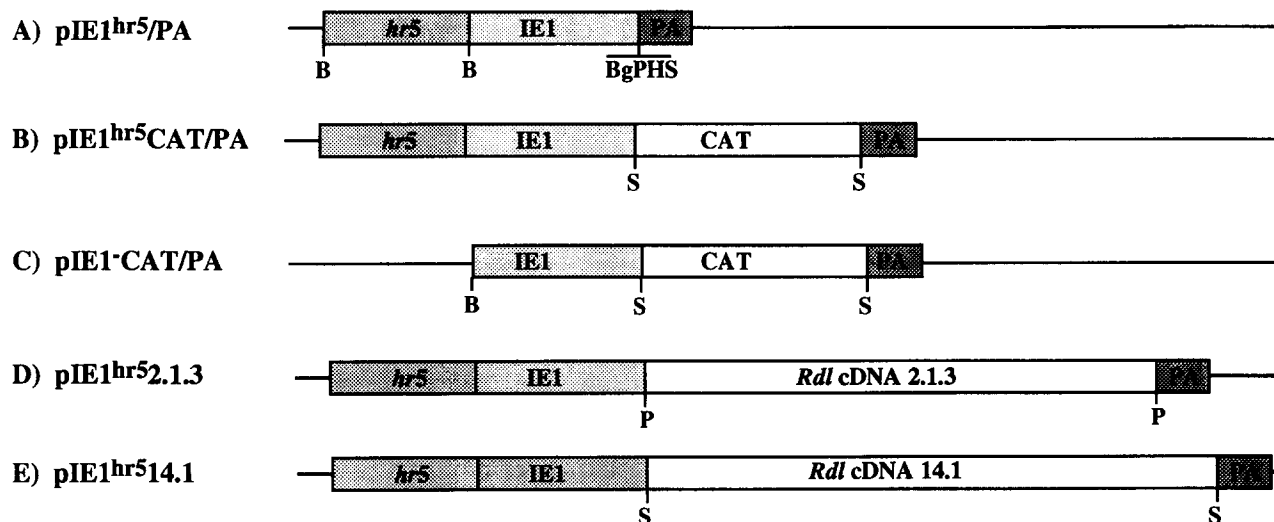 A) pIE1hr5/PA hr5 IE1 PA
B B BgPHS
B) pIE1hr5CAT/PA hr5 IE1 CAT PA
S S
C) pIE1-CAT/PA IE1 CAT PA
B S S
D) pIE1hr52.1.3 hr5 IE1 Rdl cDNA 2.1.3 PA
P P
E) pIE1hr514.1 hr5 IE1 Rdl cDNA 14.1 PA
S S